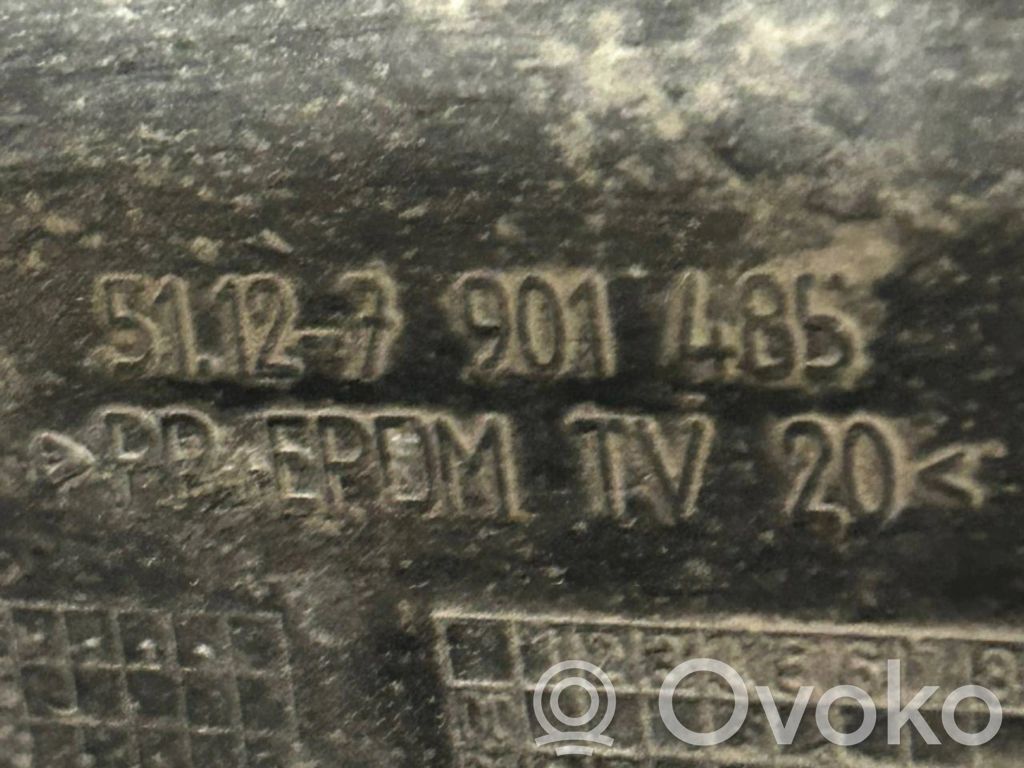 51.12-7 901 485
>PP EPDM TV 20<
Ovoko